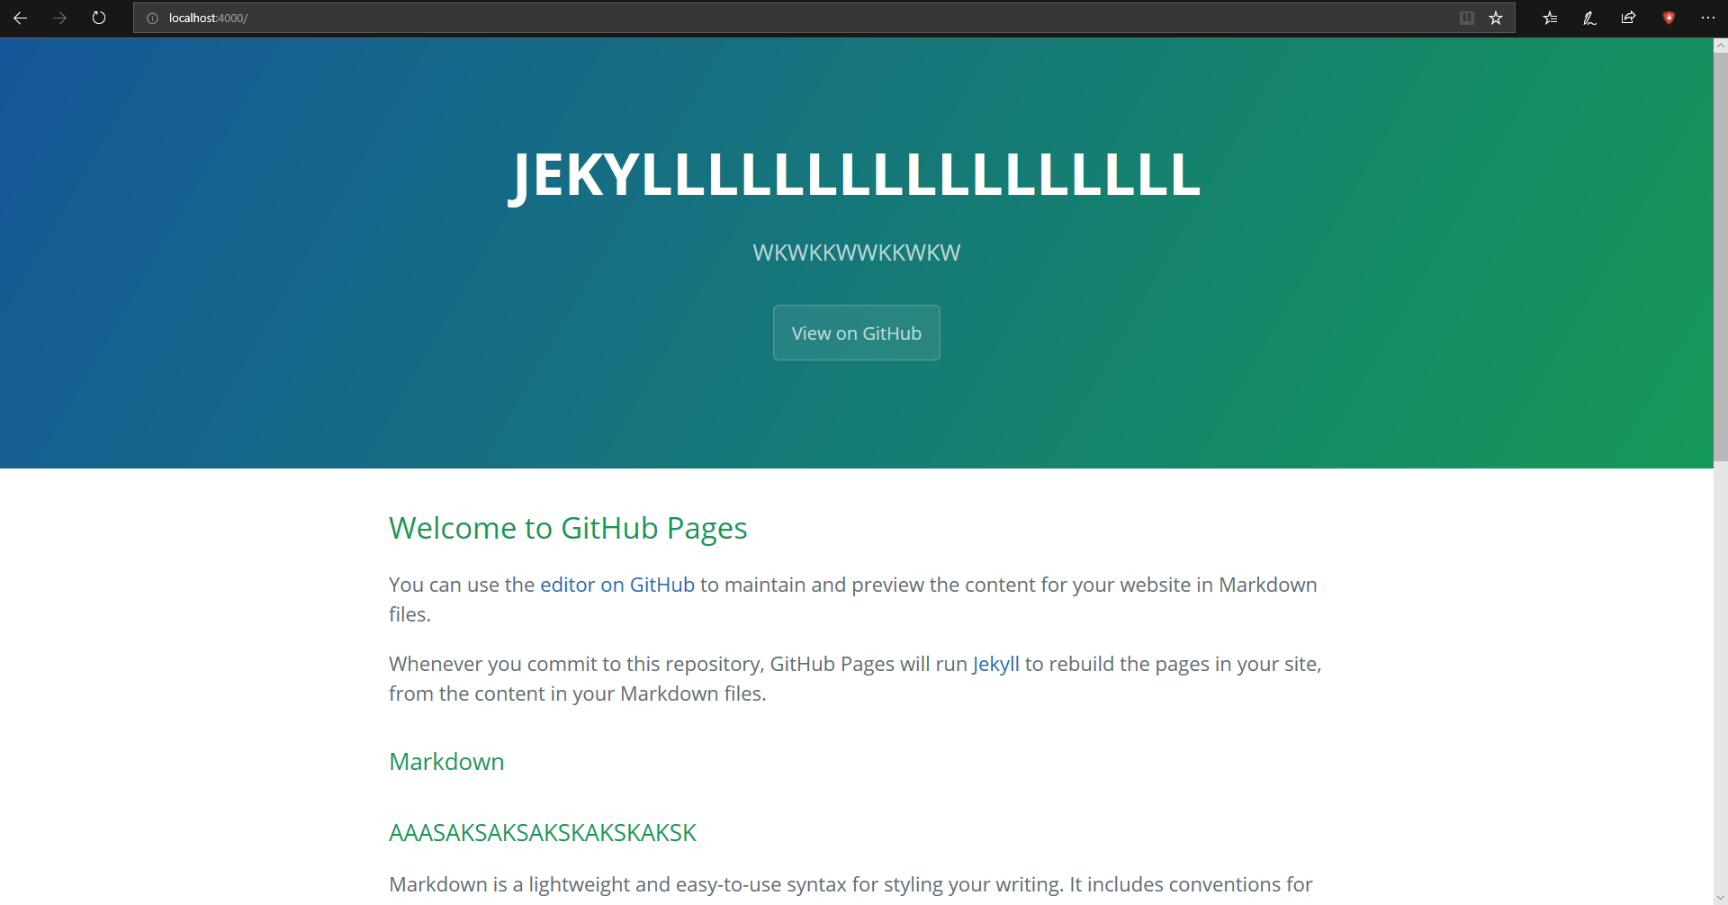 localhost:4000/
JEKYLLLLLLLLLLLLLLLLL
WKWKKWWKKWKW
View on GitHub
Welcome to GitHub Pages
You can use the editor on GitHub to maintain and preview the content for your website in Markdown
files.
Whenever you commit to this repository, GitHub Pages will run Jekyll to rebuild the pages in your site,
from the content in your Markdown files.
Markdown
AAASAKSAKSAKSKAKSKAKSK
Markdown is a lightweight and easy-to-use syntax for styling your writing. It includes conventions for